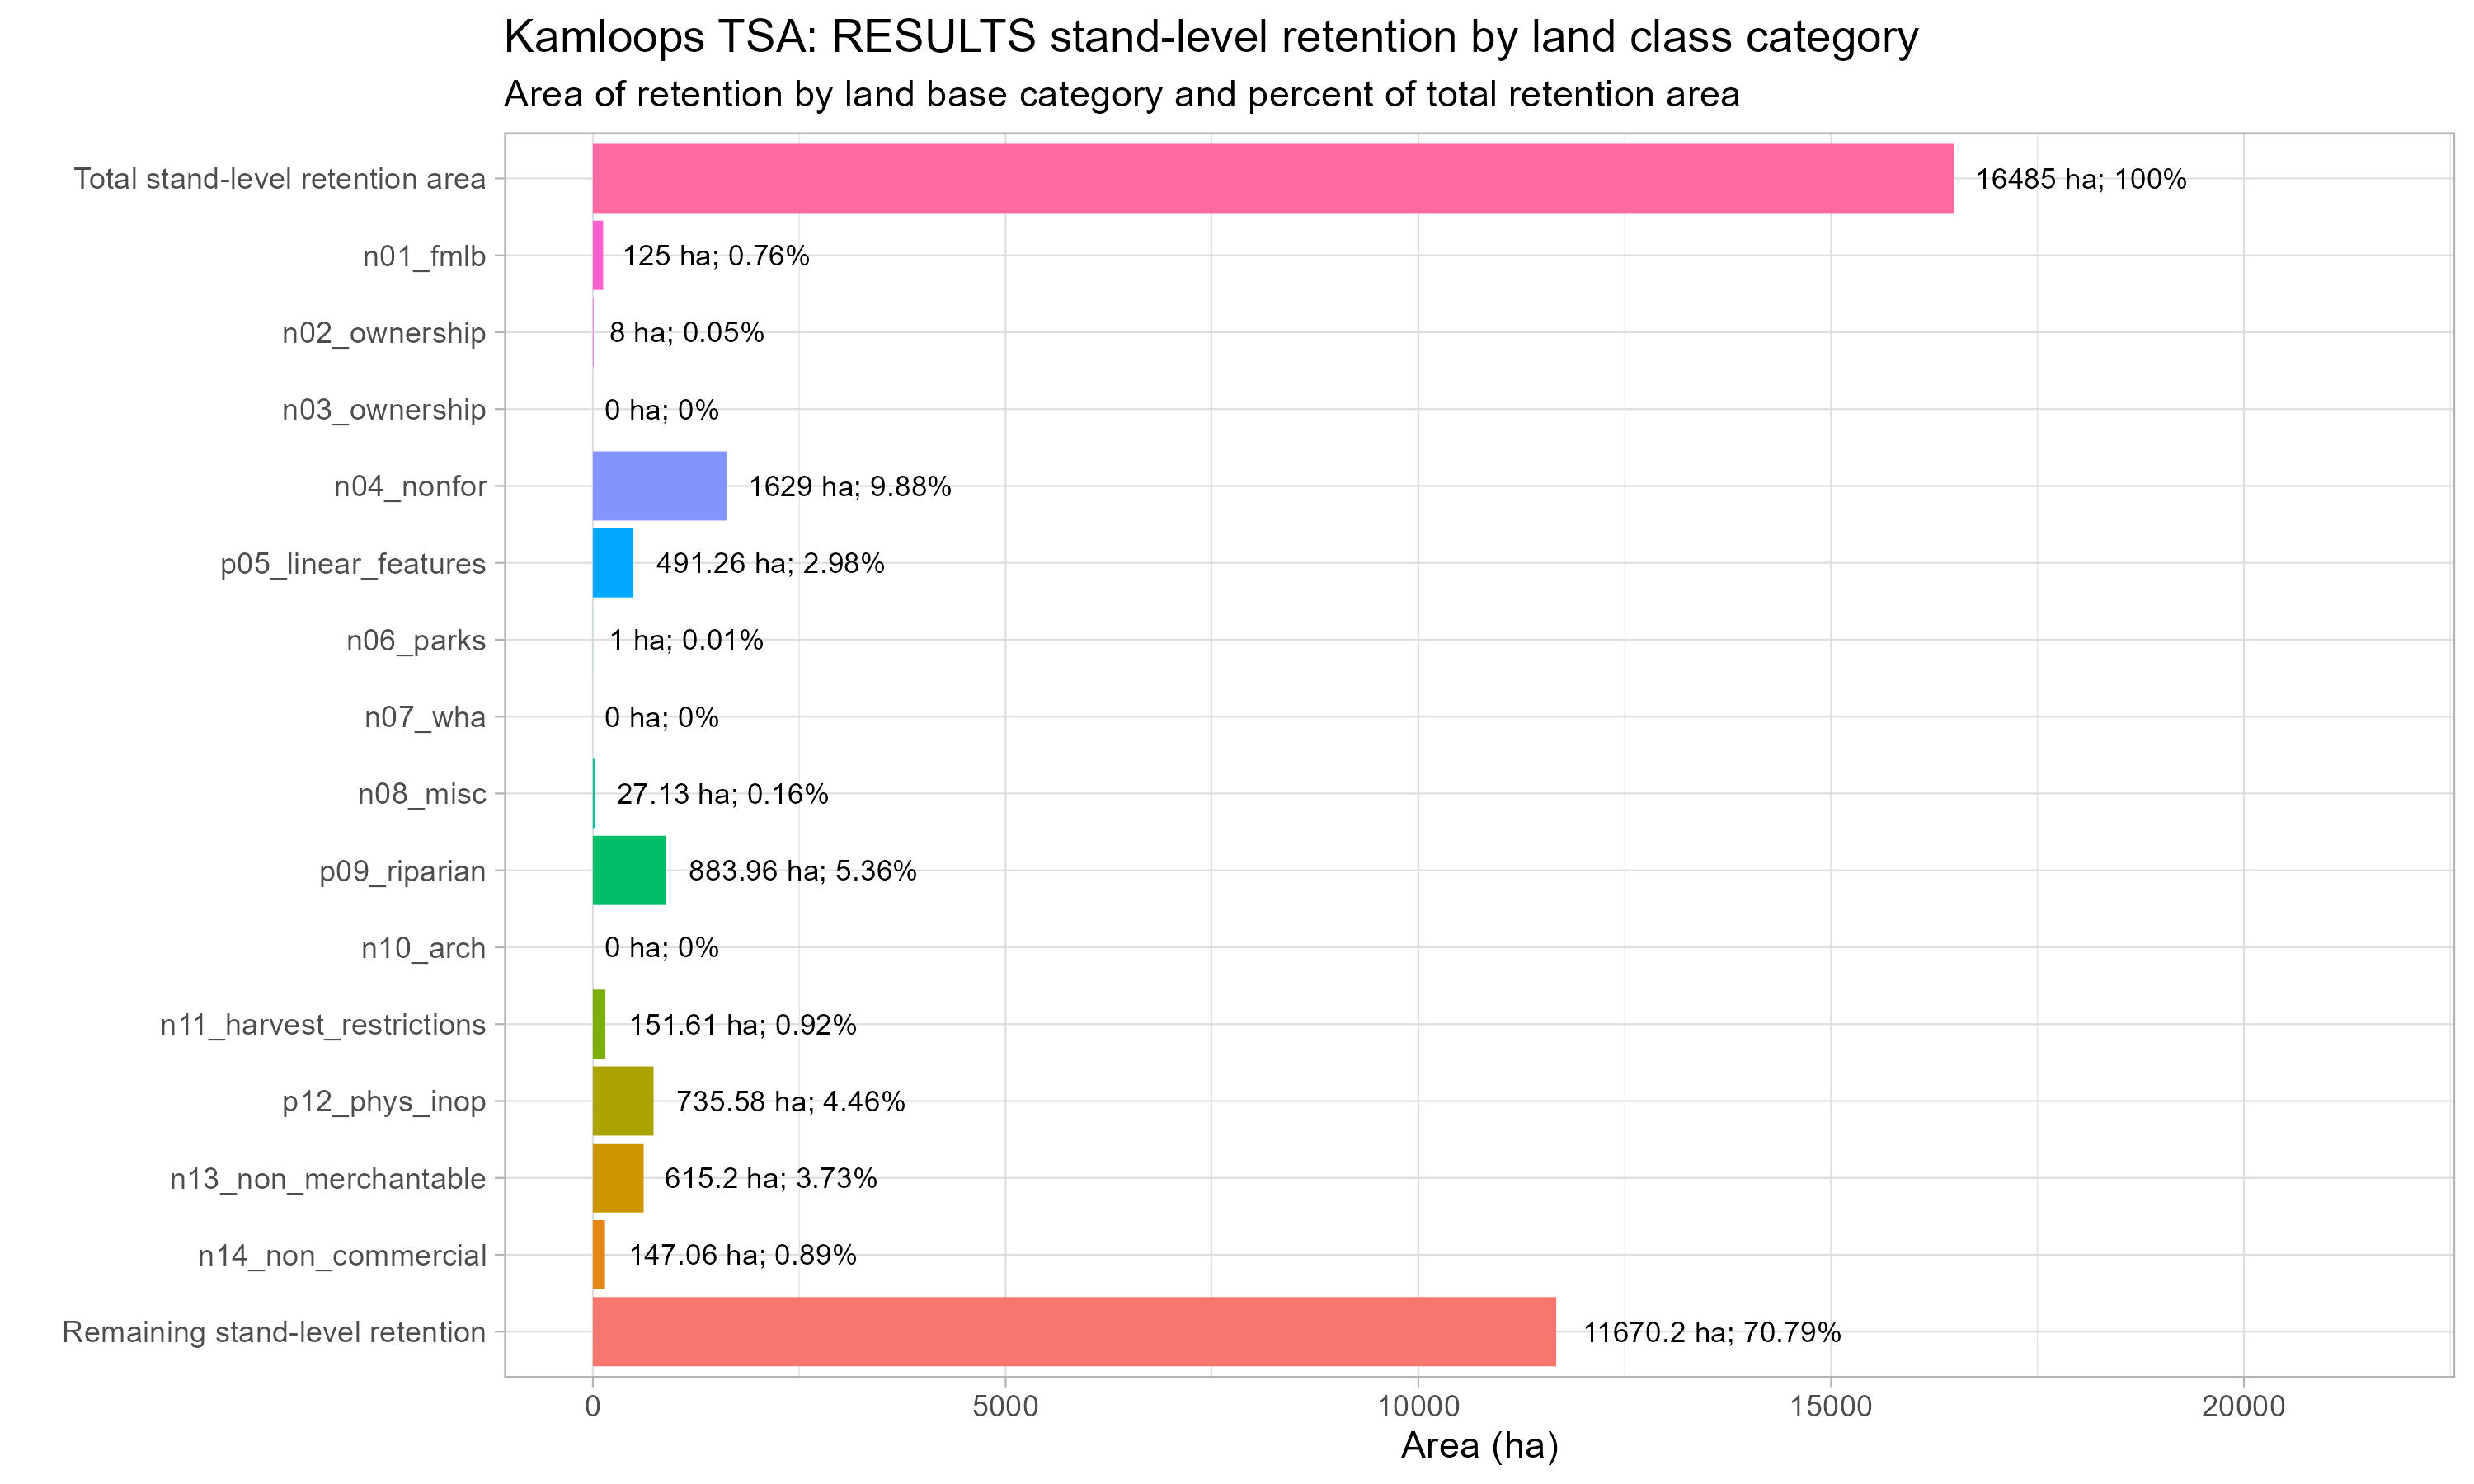 Kamloops TSA: RESULTS stand-level retention by land class category
Area of retention by land base category and percent of total retention area
Total stand-level retention area 16485 ha; 100%
n01_fmlb 125 ha; 0.76%
n02_ownership 8 ha; 0.05%
n03_ownership 0 ha; 0%
n04_nonfor 1629 ha; 9.88%
p05_linear_features 491.26 ha; 2.98%
n06_parks 1 ha; 0.01%
n07_wha 0 ha; 0%
n08_misc 27.13 ha; 0.16%
p09_riparian 883.96 ha; 5.36%
n10_arch 0 ha; 0%
n11_harvest_restrictions 151.61 ha; 0.92%
p12_phys_inop 735.58 ha; 4.46%
n13_non_merchantable 615.2 ha; 3.73%
n14_non_commercial 147.06 ha; 0.89%
Remaining stand-level retention 11670.2 ha; 70.79%
0 5000 10000 15000 20000
Area (ha)